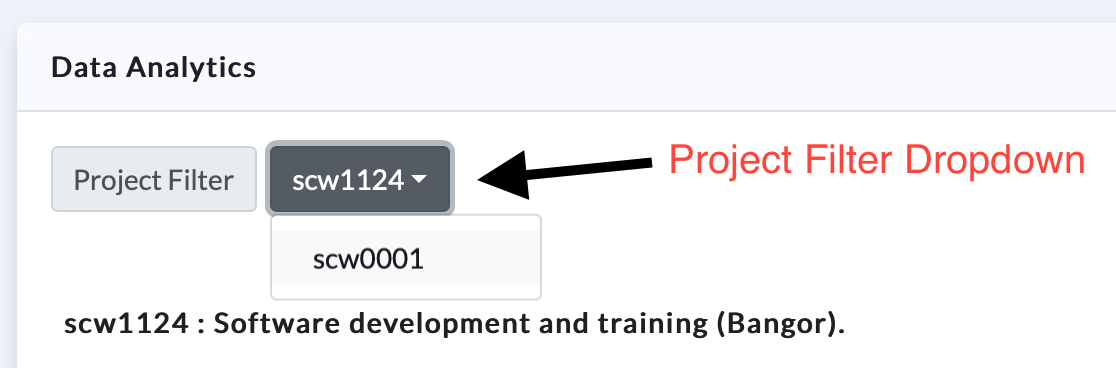 Data Analytics
Project Filter scw1124 Project Filter Dropdown
scw0001
scw1124 : Software development and training (Bangor).